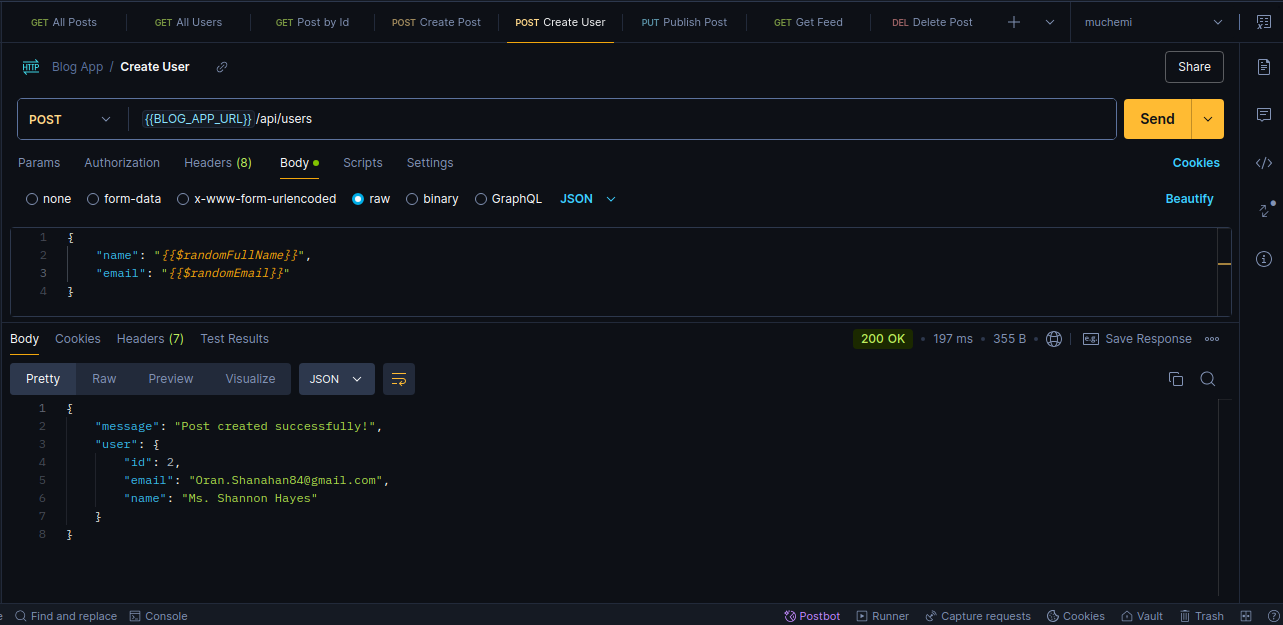 GET All Posts GET All Users GET Post by Id POST Create Post POST Create User PUT Publish Post GET Get Feed DEL Delete Post muchemi
HTTP Blog App / Create User Share
POST {{BLOG_APP_URL}} /api/users Send
Params Authorization Headers (8) Body Scripts Settings Cookies
none form-data x-www-form-urlencoded raw binary GraphQL JSON Beautify
1 {
2 "name": "{{$randomFullName}}",
3 "email": "{{$randomEmail}}"
4 }
Body Cookies Headers (7) Test Results 200 OK • 197 ms • 355 B • e.g. Save Response
Pretty Raw Preview Visualize JSON
1 {
2 "message": "Post created successfully!",
3 "user": {
4 "id": 2,
5 "email": "Oran.Shanahan84@gmail.com",
6 "name": "Ms. Shannon Hayes"
7 }
8 }
Find and replace Console Postbot Runner Capture requests Cookies Vault Trash